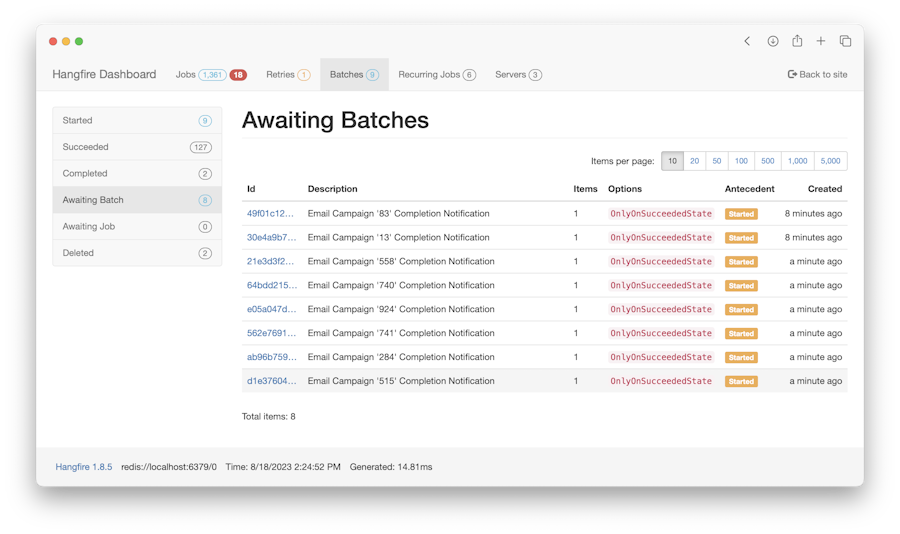 Hangfire Dashboard Jobs 1,361 18 Retries 1 Batches 9 Recurring Jobs 6 Servers 3 Back to site
Started 9
Succeeded 127
Completed 2
Awaiting Batch 8
Awaiting Job 0
Deleted 2
Awaiting Batches
Items per page: 10 20 50 100 500 1,000 5,000
Id Description Items Options Antecedent Created
49f01c12... Email Campaign '83' Completion Notification 1 OnlyOnSucceededState Started 8 minutes ago
30e4a9b7... Email Campaign '13' Completion Notification 1 OnlyOnSucceededState Started 8 minutes ago
21e3d3f2... Email Campaign '558' Completion Notification 1 OnlyOnSucceededState Started a minute ago
64bdd215... Email Campaign '740' Completion Notification 1 OnlyOnSucceededState Started a minute ago
e05a047d... Email Campaign '924' Completion Notification 1 OnlyOnSucceededState Started a minute ago
562e7691... Email Campaign '741' Completion Notification 1 OnlyOnSucceededState Started a minute ago
ab96b759... Email Campaign '284' Completion Notification 1 OnlyOnSucceededState Started a minute ago
d1e37604... Email Campaign '515' Completion Notification 1 OnlyOnSucceededState Started a minute ago
Total items: 8
Hangfire 1.8.5 redis://localhost:6379/0 Time: 8/18/2023 2:24:52 PM Generated: 14.81ms